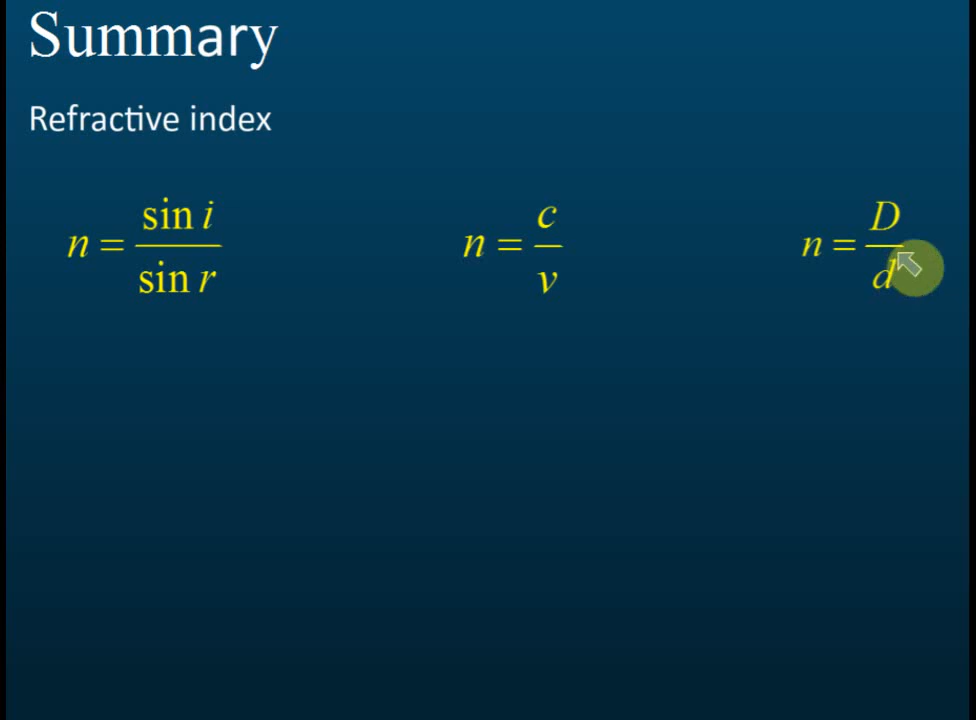 Summary
Refractive index
n = sin i / sin r
n = c / v
n = D / d